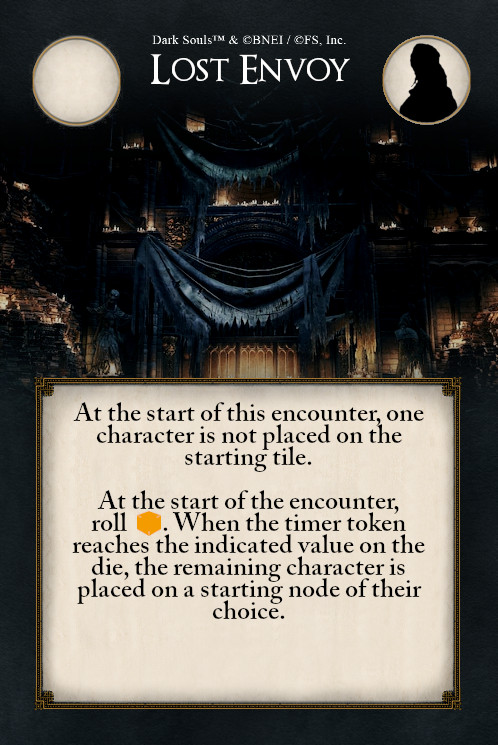 Dark Souls™ & ©BNEI / ©FS, Inc.
Lost Envoy
At the start of this encounter, one
character is not placed on the
starting tile.
At the start of the encounter,
roll . When the timer token
reaches the indicated value on the
die, the remaining character is
placed on a starting node of their
choice.